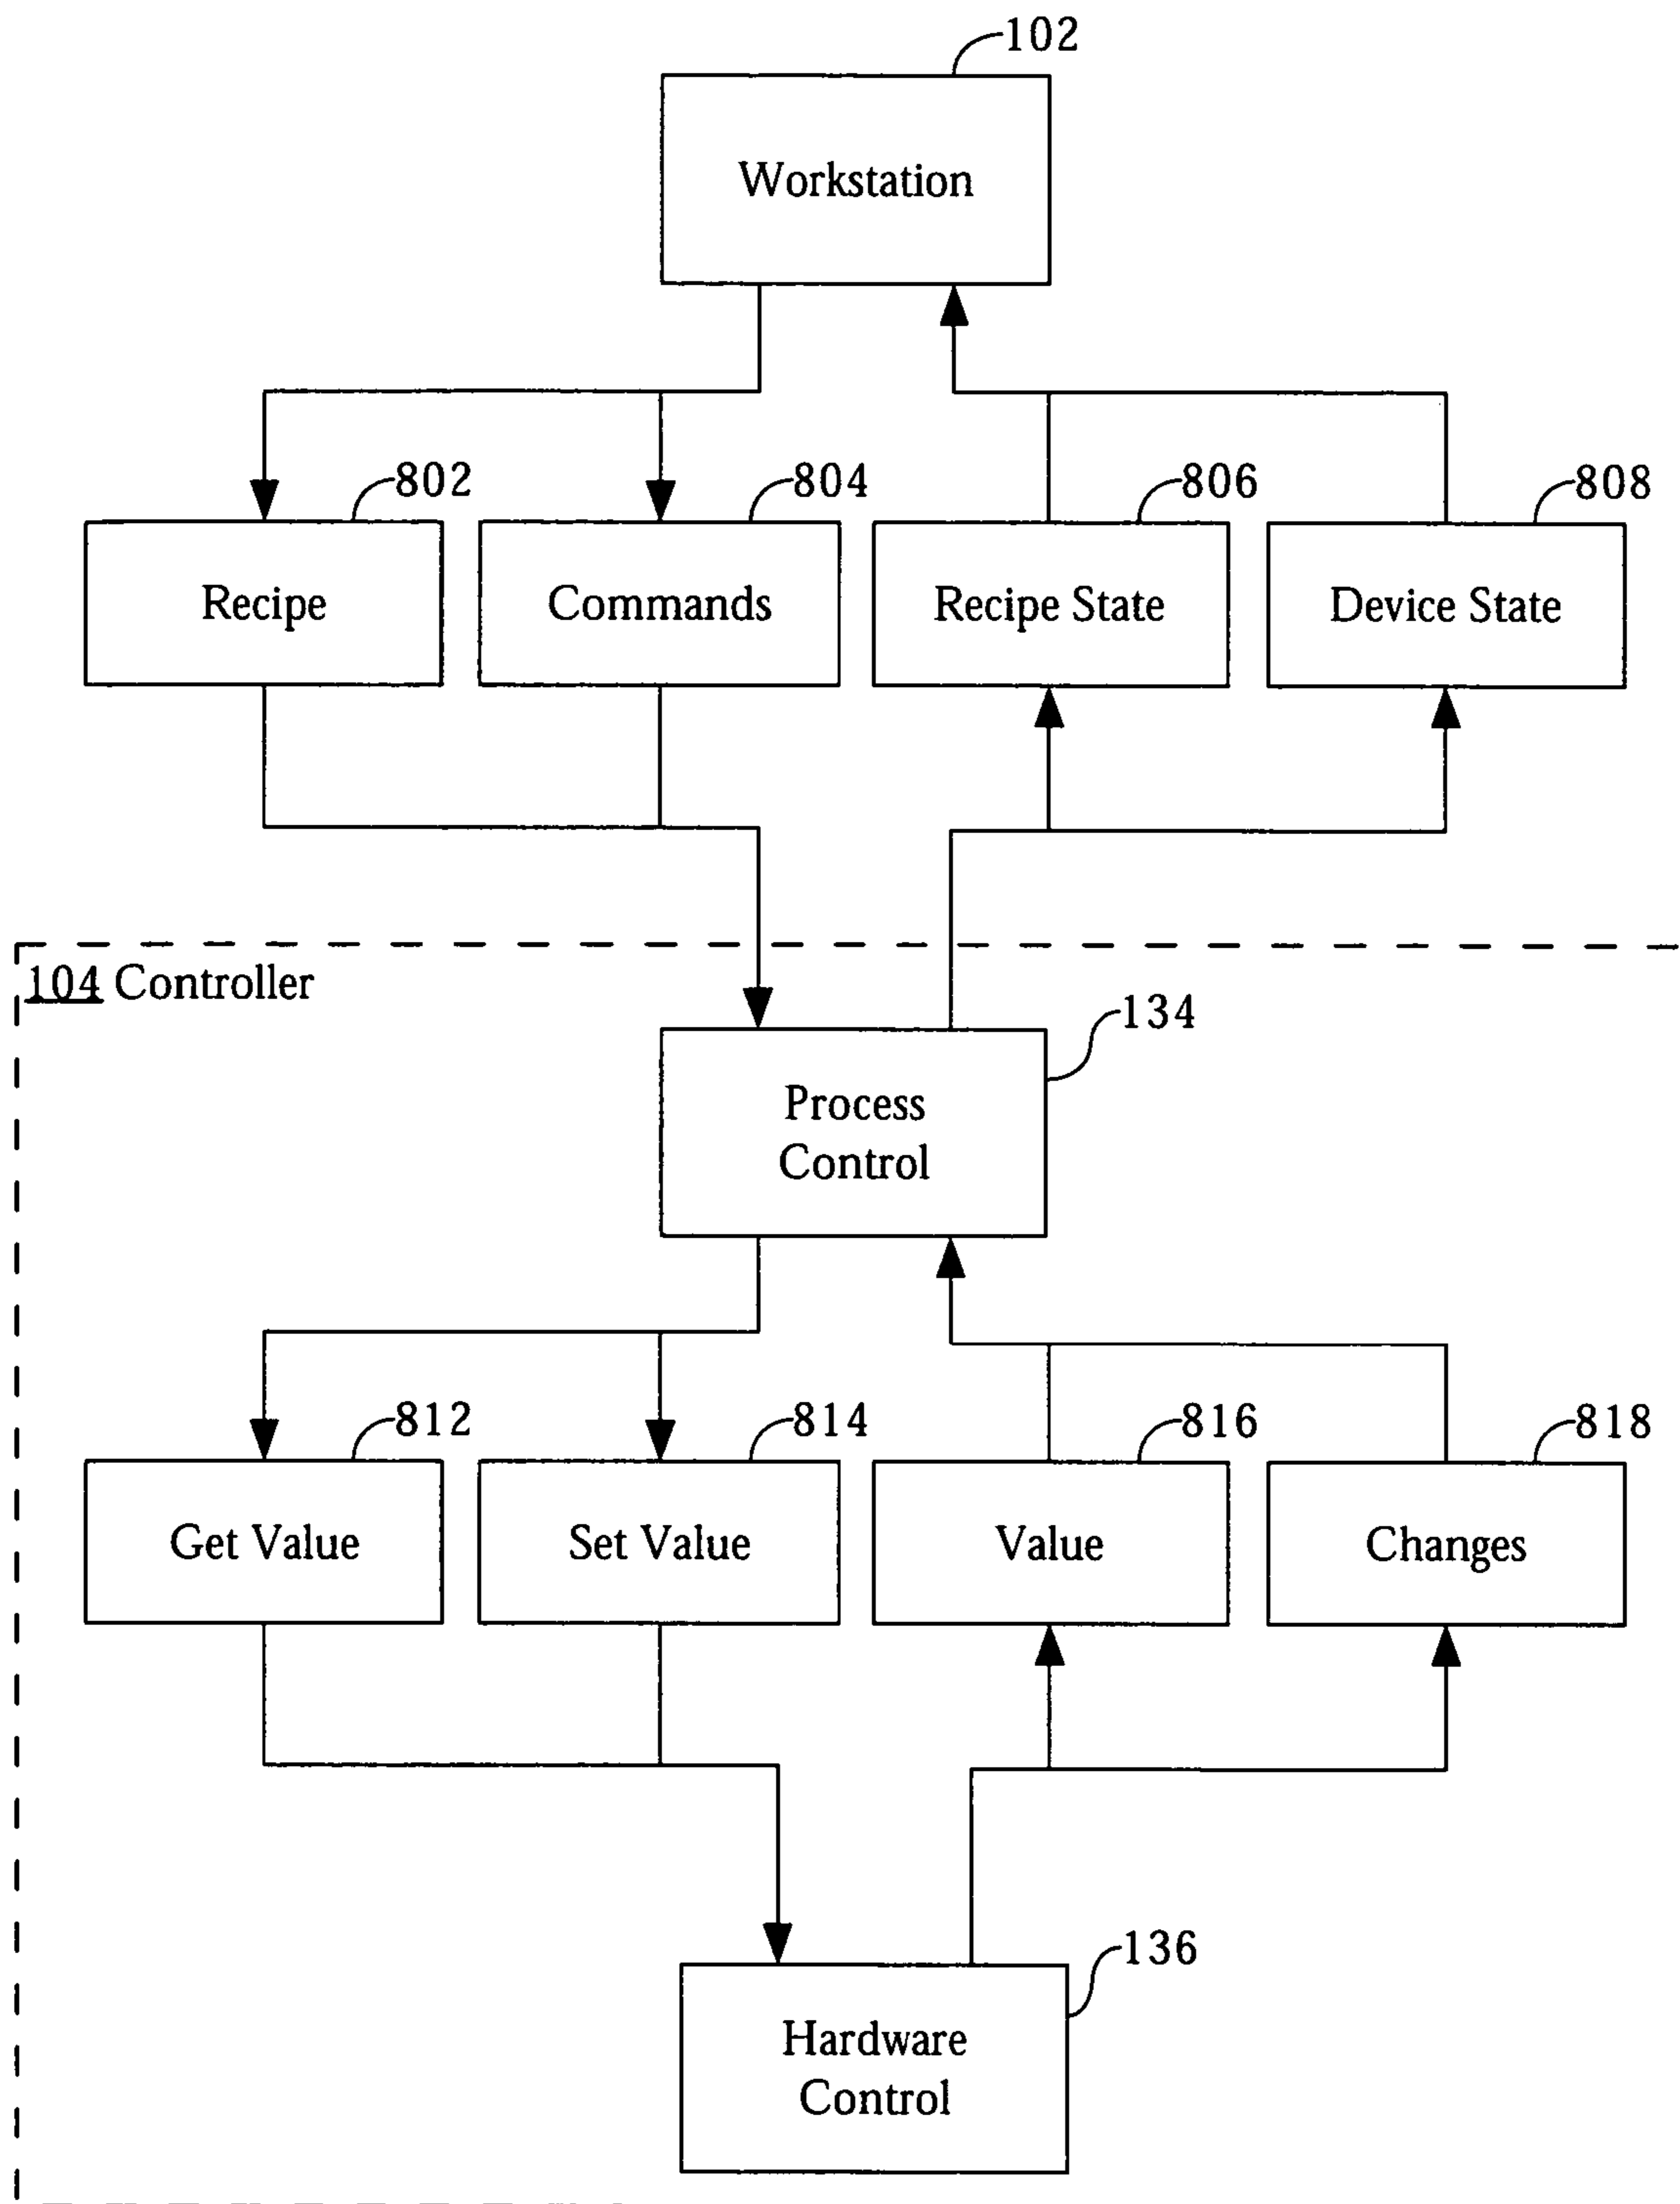 102
Workstation
802
804
806
808
Recipe
Commands
Recipe State
Device State
104 Controller
134
Process
Control
812
814
816
818
Get Value
Set Value
Value
Changes
136
Hardware
Control